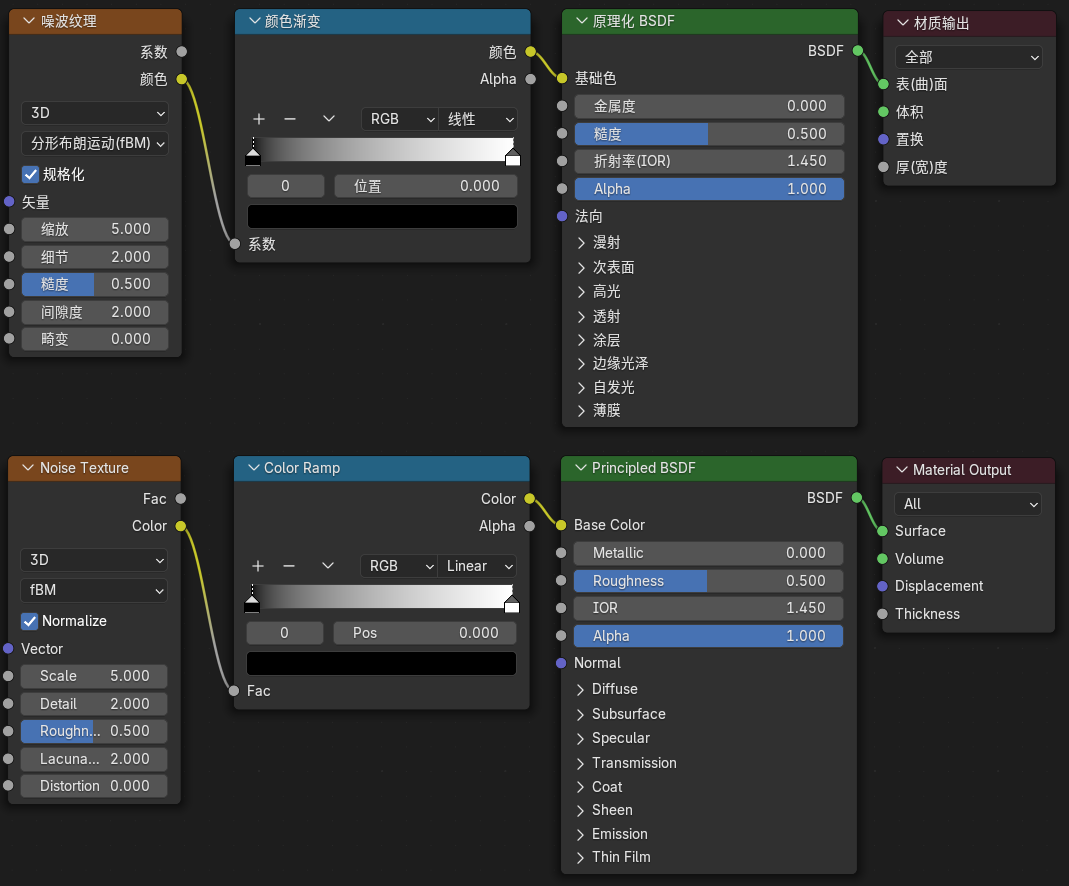 噪波纹理
系数
颜色
3D
分形布朗运动(fBM)
规格化
矢量
缩放 5.000
细节 2.000
糙度 0.500
间隙度 2.000
畸变 0.000
颜色渐变
颜色
Alpha
RGB 线性
0 位置 0.000
系数
原理化 BSDF
BSDF
基础色
金属度 0.000
糙度 0.500
折射率(IOR) 1.450
Alpha 1.000
法向
漫射
次表面
高光
透射
涂层
边缘光泽
自发光
薄膜
材质输出
全部
表(曲)面
体积
置换
厚(宽)度
Noise Texture
Fac
Color
3D
fBM
Normalize
Vector
Scale 5.000
Detail 2.000
Roughn... 0.500
Lacuna... 2.000
Distortion 0.000
Color Ramp
Color
Alpha
RGB Linear
0 Pos 0.000
Fac
Principled BSDF
BSDF
Base Color
Metallic 0.000
Roughness 0.500
IOR 1.450
Alpha 1.000
Normal
Diffuse
Subsurface
Specular
Transmission
Coat
Sheen
Emission
Thin Film
Material Output
All
Surface
Volume
Displacement
Thickness